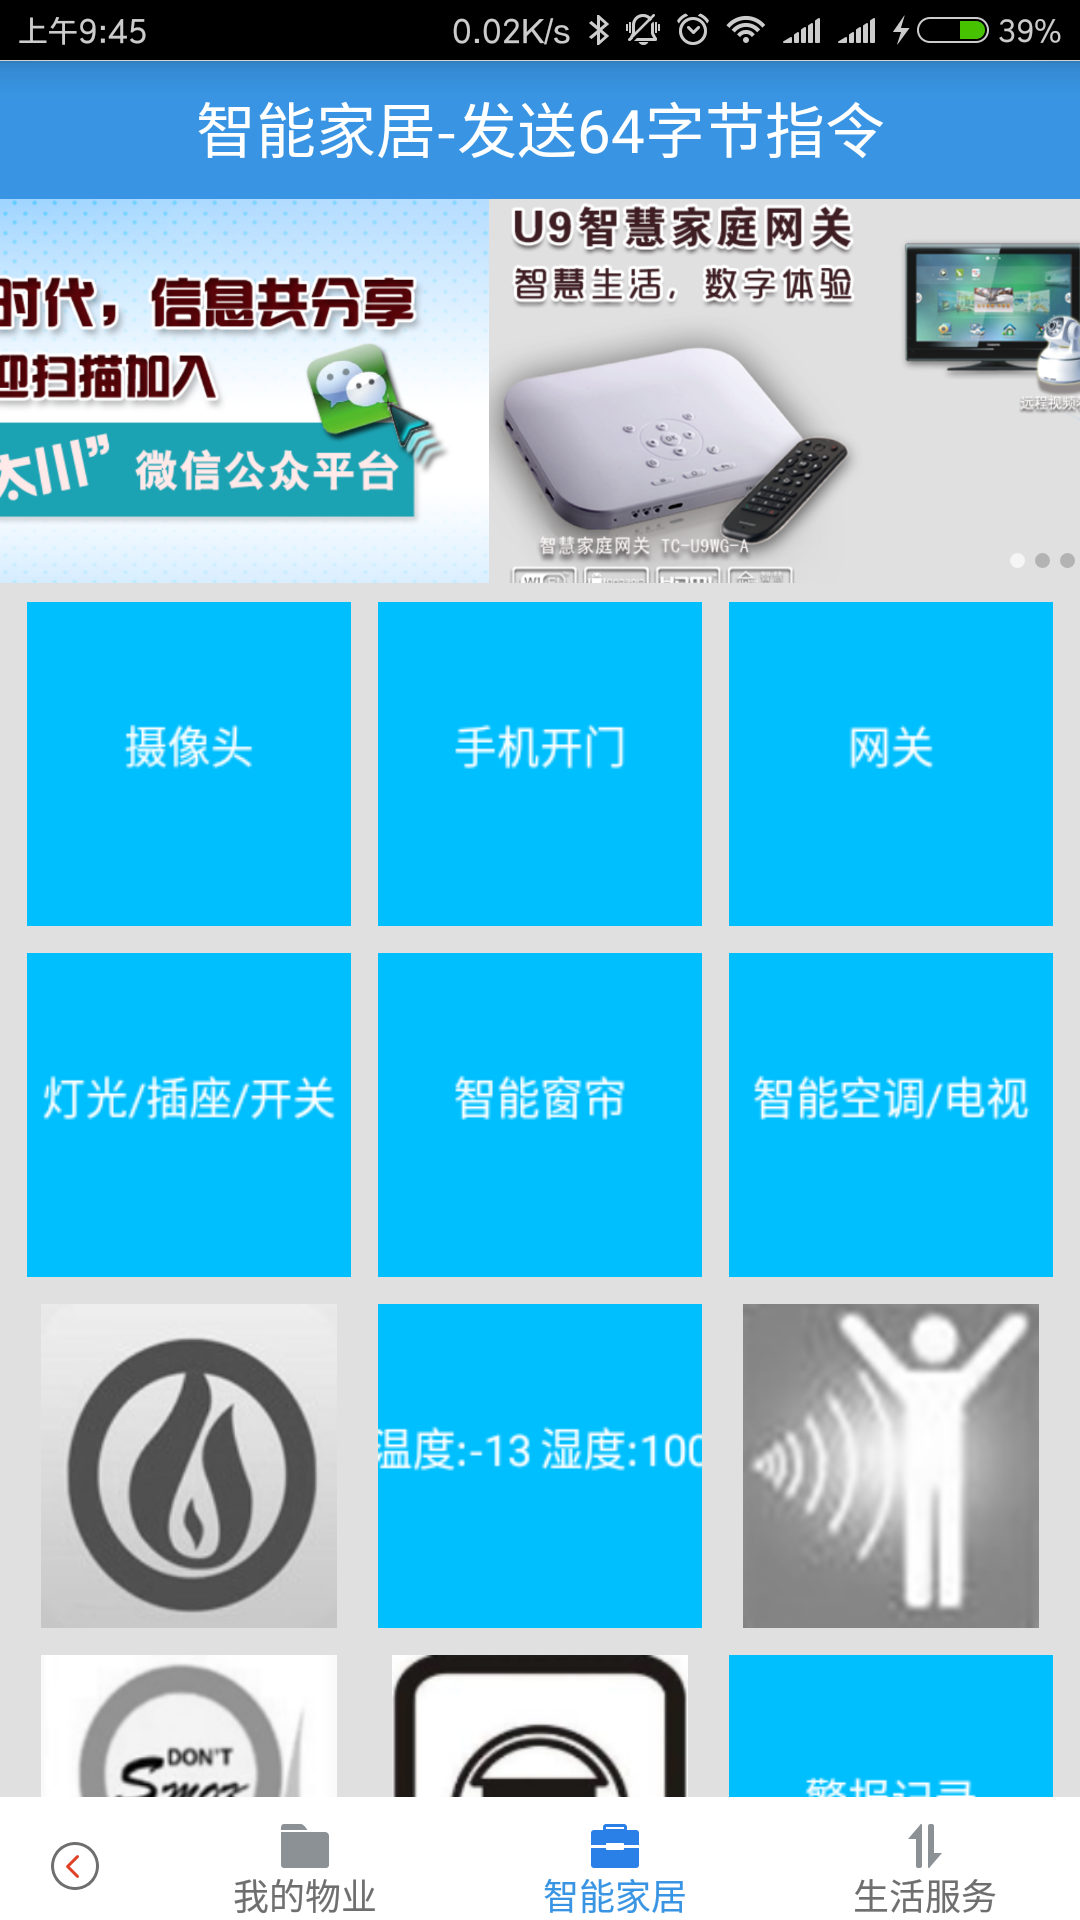 上午9:45
0.02K/s
39%
智能家居-发送64字节指令
时代，信息共分享
迎扫描加入
太川” 微信公众平台
U9智慧家庭网关
智慧生活，数字体验
远程视频
智慧家庭网关 TC-U9WG-A
摄像头
手机开门
网关
灯光/插座/开关
智能窗帘
智能空调/电视
温度:-13 湿度:100
DON'T
警报记录
我的物业
智能家居
生活服务